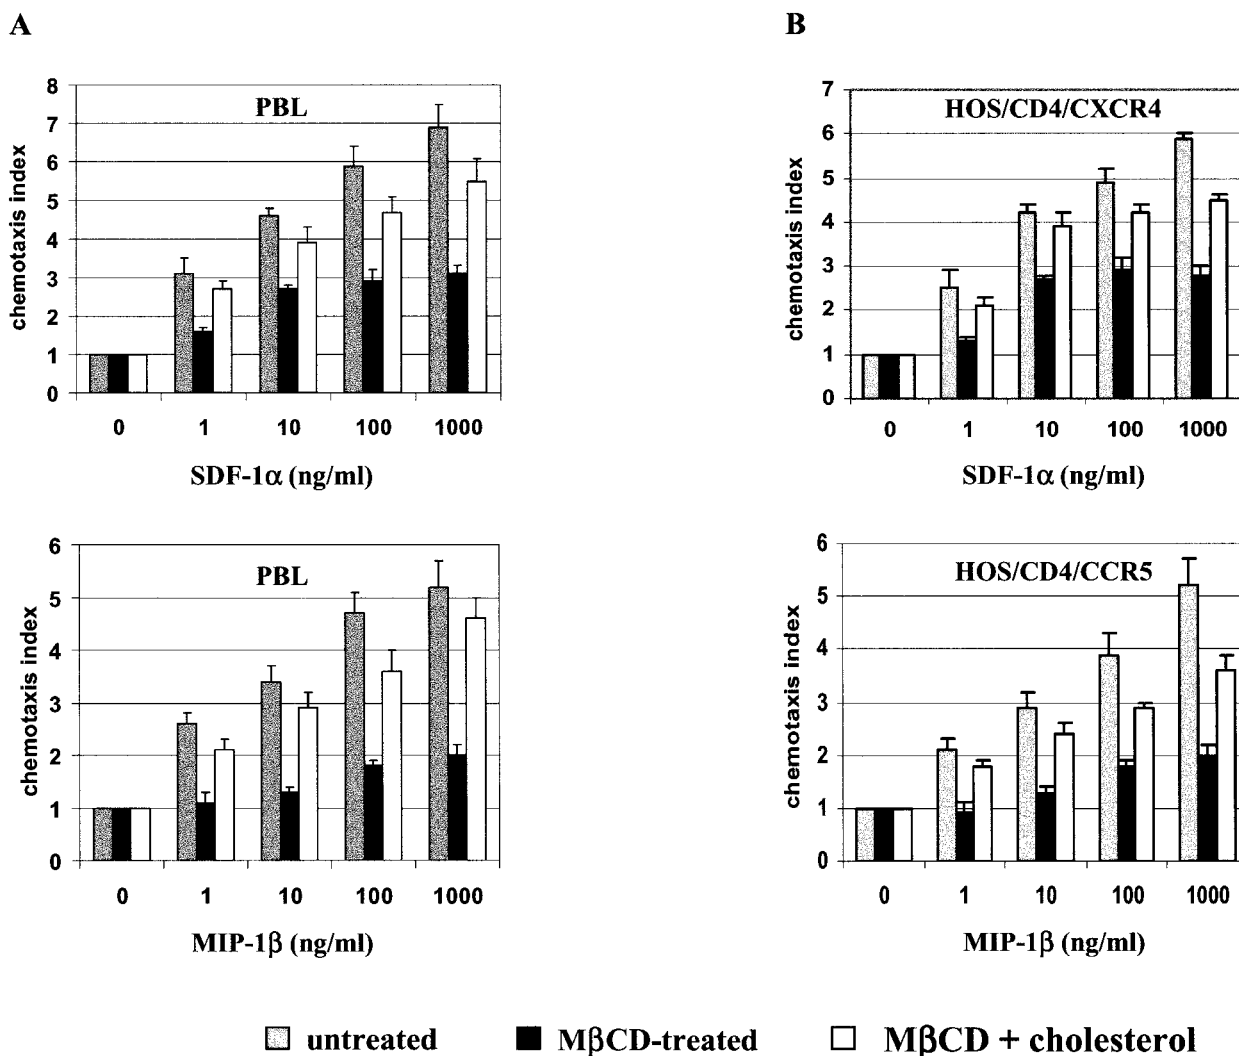 A
B
chemotaxis index
8
7
6
5
4
3
2
1
0
PBL
0 1 10 100 1000
SDF-1α (ng/ml)
chemotaxis index
7
6
5
4
3
2
1
0
HOS/CD4/CXCR4
0 1 10 100 1000
SDF-1α (ng/ml)
chemotaxis index
6
5
4
3
2
1
0
PBL
0 1 10 100 1000
MIP-1β (ng/ml)
chemotaxis index
6
5
4
3
2
1
0
HOS/CD4/CCR5
0 1 10 100 1000
MIP-1β (ng/ml)
untreated MβCD-treated MβCD + cholesterol